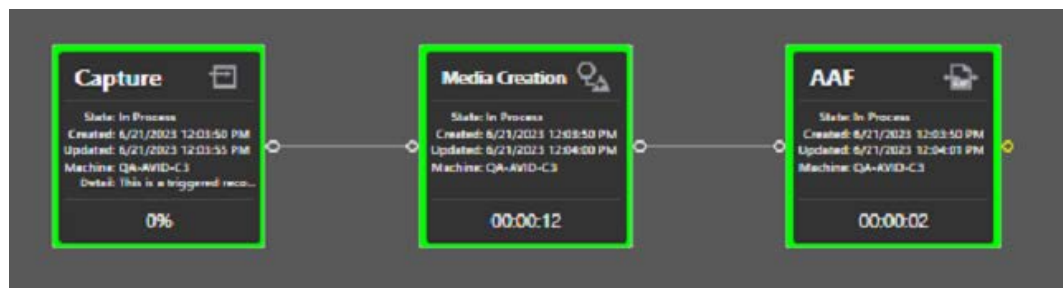 Capture
State: In Process
Created: 6/21/2023 12:03:50 PM
Updated: 6/21/2023 12:03:55 PM
Machine: QA-AVID-C3
Detail: This is a triggered reco...
0%
Media Creation
State: In Process
Created: 6/21/2023 12:03:50 PM
Updated: 6/21/2023 12:04:00 PM
Machine: QA-AVID-C3
00:00:12
AAF
State: In Process
Created: 6/21/2023 12:03:50 PM
Updated: 6/21/2023 12:04:01 PM
Machine: QA-AVID-C3
00:00:02